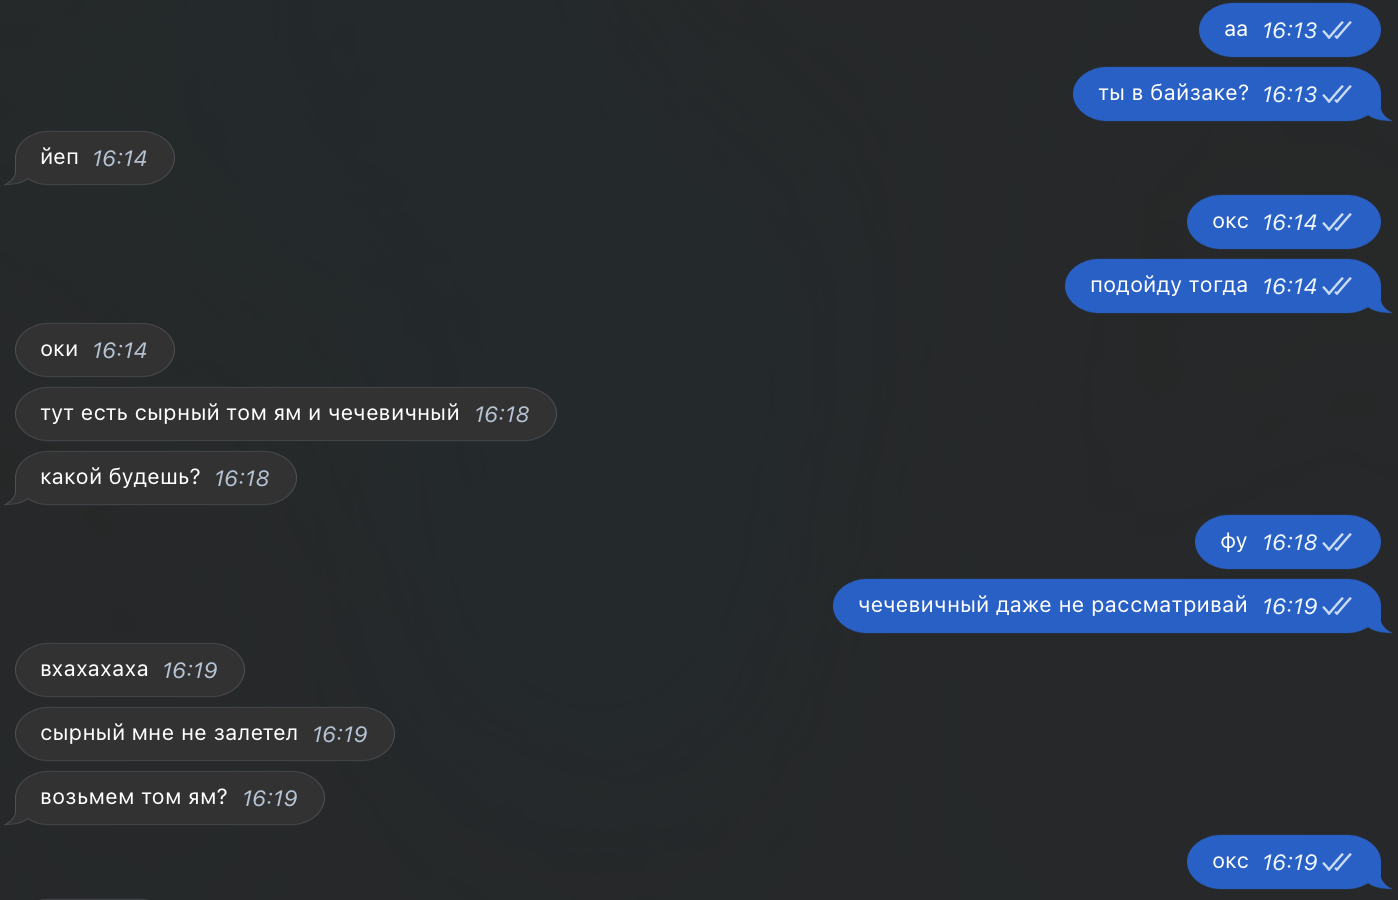 аа 16:13
ты в байзаке? 16:13
йеп 16:14
окс 16:14
подойду тогда 16:14
оки 16:14
тут есть сырный том ям и чечевичный 16:18
какой будешь? 16:18
фу 16:18
чечевичный даже не рассматривай 16:19
вхахахаха 16:19
сырный мне не залетел 16:19
возьмем том ям? 16:19
окс 16:19